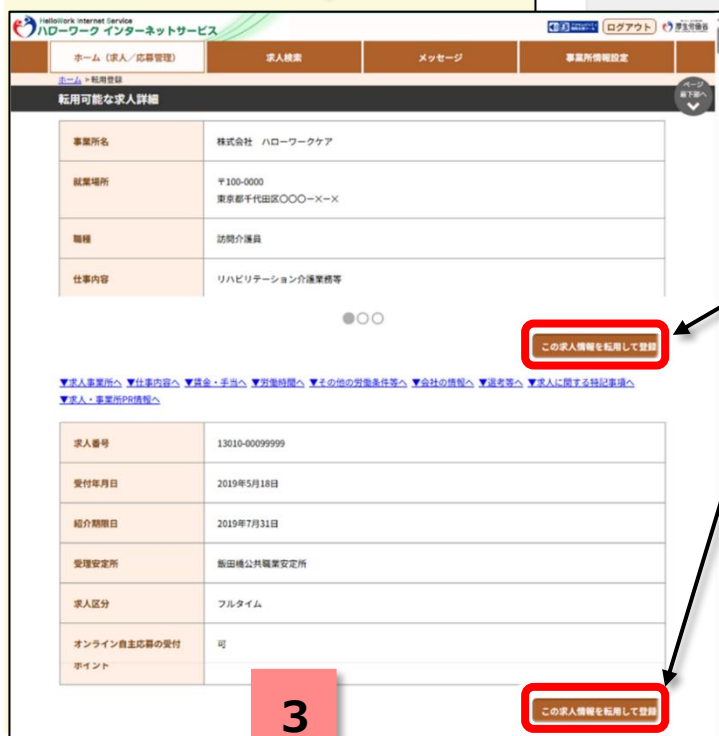 HelloWork Internet Service
ハローワーク インターネットサービス
ログアウト
厚生労働省
ホーム（求人／応募管理）
求人検索
メッセージ
事業所情報設定
ホーム > 転用登録
ページ
最下部へ
転用可能な求人詳細
事業所名
株式会社 ハローワークケア
就業場所
〒100-0000
東京都千代田区〇〇〇－×－×
職種
訪問介護員
仕事内容
リハビリテーション介護業務等
この求人情報を転用して登録
▼求人事業所へ ▼仕事内容へ ▼賃金・手当へ ▼労働時間へ ▼その他の労働条件等へ ▼会社の情報へ ▼選考等へ ▼求人に関する特記事項へ
▼求人・事業所PR情報へ
求人番号
13010-00099999
受付年月日
2019年5月18日
紹介期限日
2019年7月31日
受理安定所
飯田橋公共職業安定所
求人区分
フルタイム
オンライン自主応募の受付
可
ポイント
3
この求人情報を転用して登録